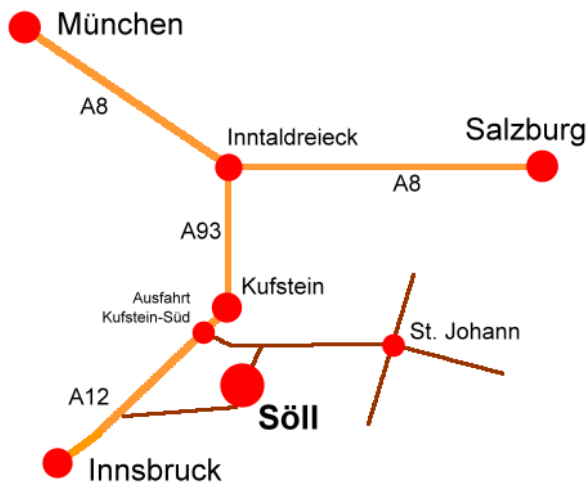 München
A8
Inntaldreieck
Salzburg
A8
A93
Kufstein
Ausfahrt
Kufstein-Süd
St. Johann
A12
Söll
Innsbruck